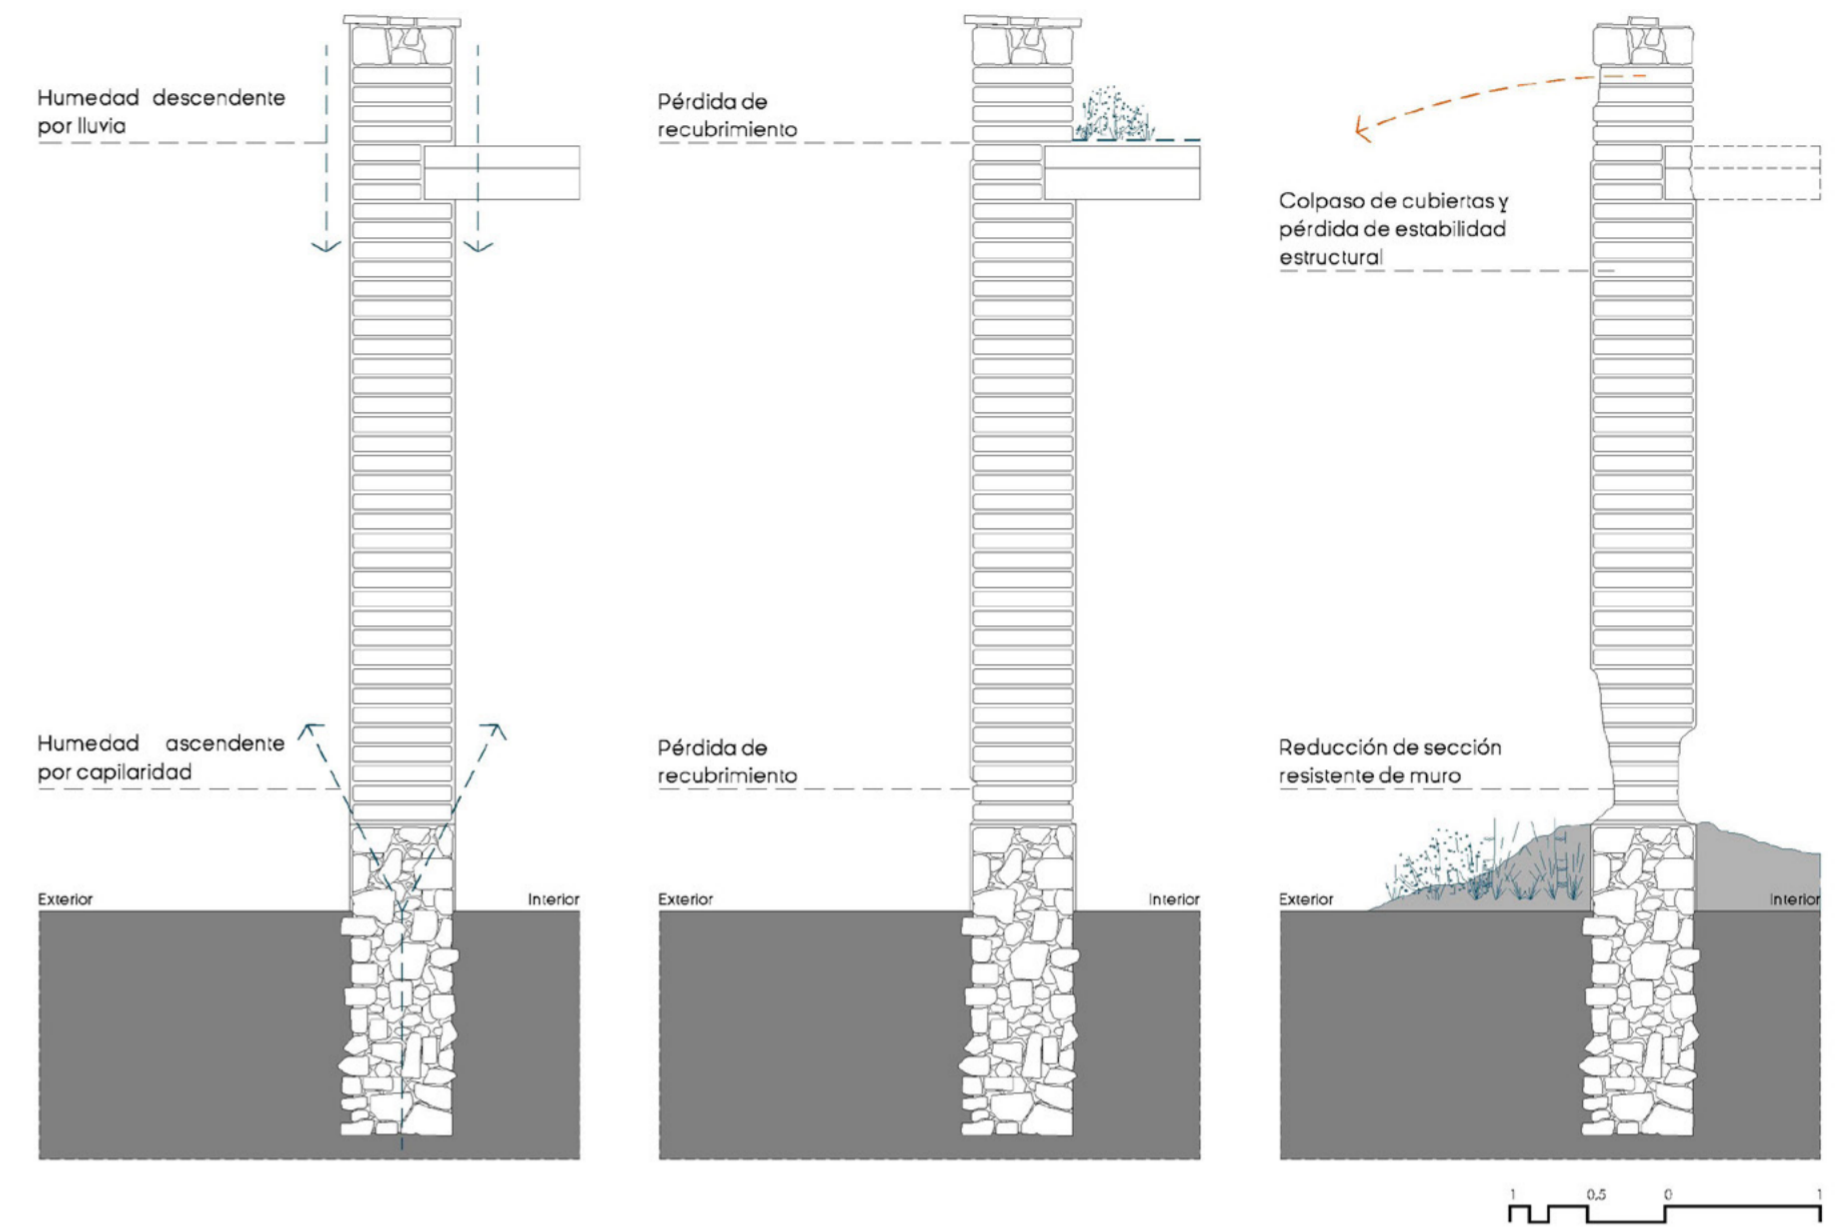 Humedad descendente
por lluvia
Humedad ascendente
por capilaridad
Exterior
Interior
Pérdida de
recubrimiento
Pérdida de
recubrimiento
Exterior
Interior
Colpaso de cubiertas y
pérdida de estabilidad
estructural
Reducción de sección
resistente de muro
Exterior
Interior
1 0,5 0 1